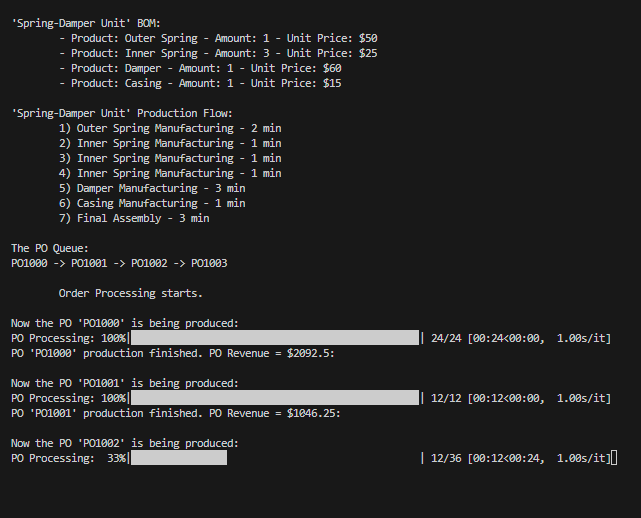 'Spring-Damper Unit' BOM:
- Product: Outer Spring - Amount: 1 - Unit Price: $50
- Product: Inner Spring - Amount: 3 - Unit Price: $25
- Product: Damper - Amount: 1 - Unit Price: $60
- Product: Casing - Amount: 1 - Unit Price: $15
'Spring-Damper Unit' Production Flow:
1) Outer Spring Manufacturing - 2 min
2) Inner Spring Manufacturing - 1 min
3) Inner Spring Manufacturing - 1 min
4) Inner Spring Manufacturing - 1 min
5) Damper Manufacturing - 3 min
6) Casing Manufacturing - 1 min
7) Final Assembly - 3 min
The PO Queue:
PO1000 -> PO1001 -> PO1002 -> PO1003
Order Processing starts.
Now the PO 'PO1000' is being produced:
PO Processing: 100%| | 24/24 [00:24<00:00, 1.00s/it]
PO 'PO1000' production finished. PO Revenue = $2092.5:
Now the PO 'PO1001' is being produced:
PO Processing: 100%| | 12/12 [00:12<00:00, 1.00s/it]
PO 'PO1001' production finished. PO Revenue = $1046.25:
Now the PO 'PO1002' is being produced:
PO Processing: 33%| | 12/36 [00:12<00:24, 1.00s/it]